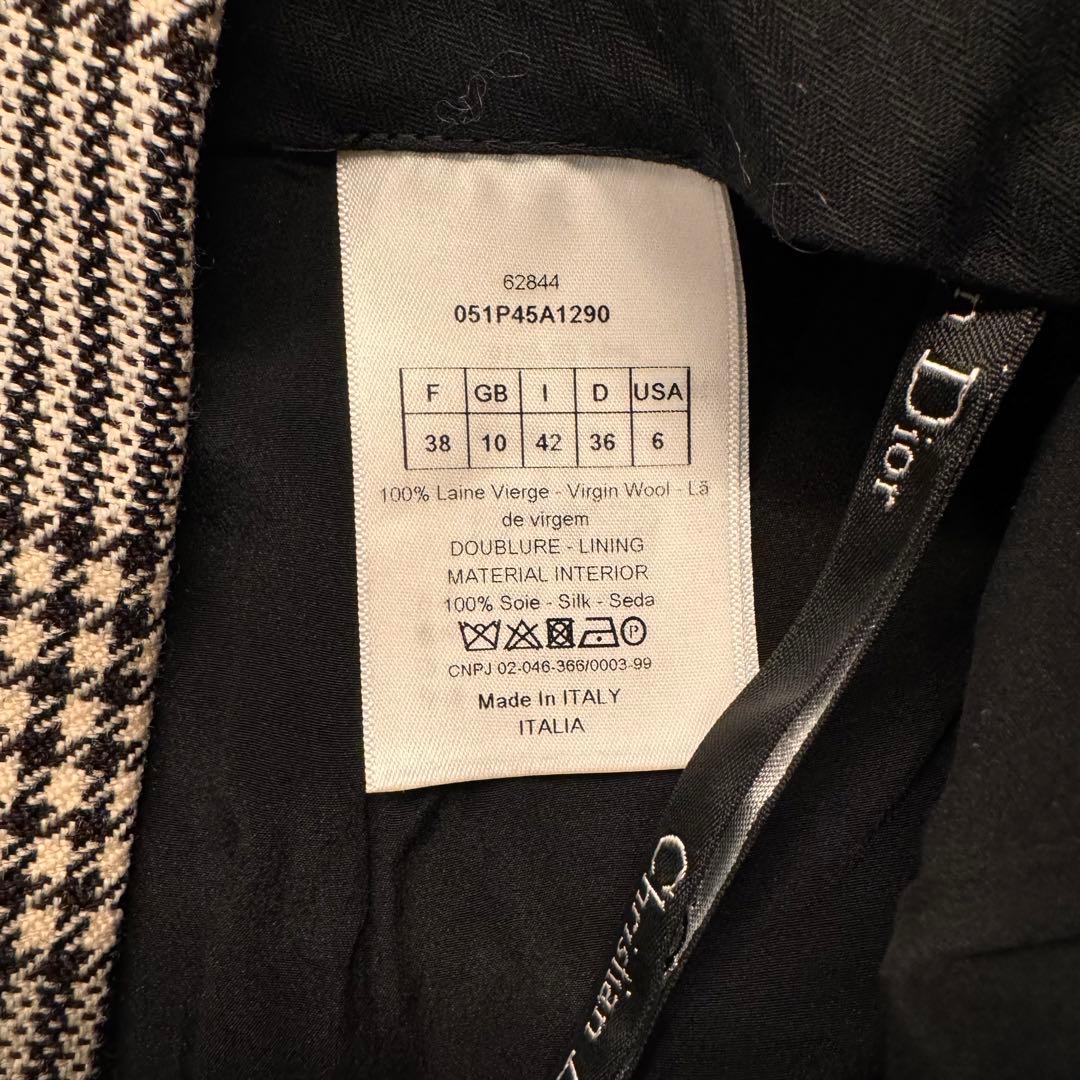 62844
051P45A1290
F GB I D USA
38 10 42 36 6
100% Laine Vierge - Virgin Wool - Lã
de virgem
DOUBLURE - LINING
MATERIAL INTERIOR
100% Soie - Silk - Seda
P
CNPJ 02-046-366/0003-99
Made In ITALY
ITALIA
n Dior
Christian D